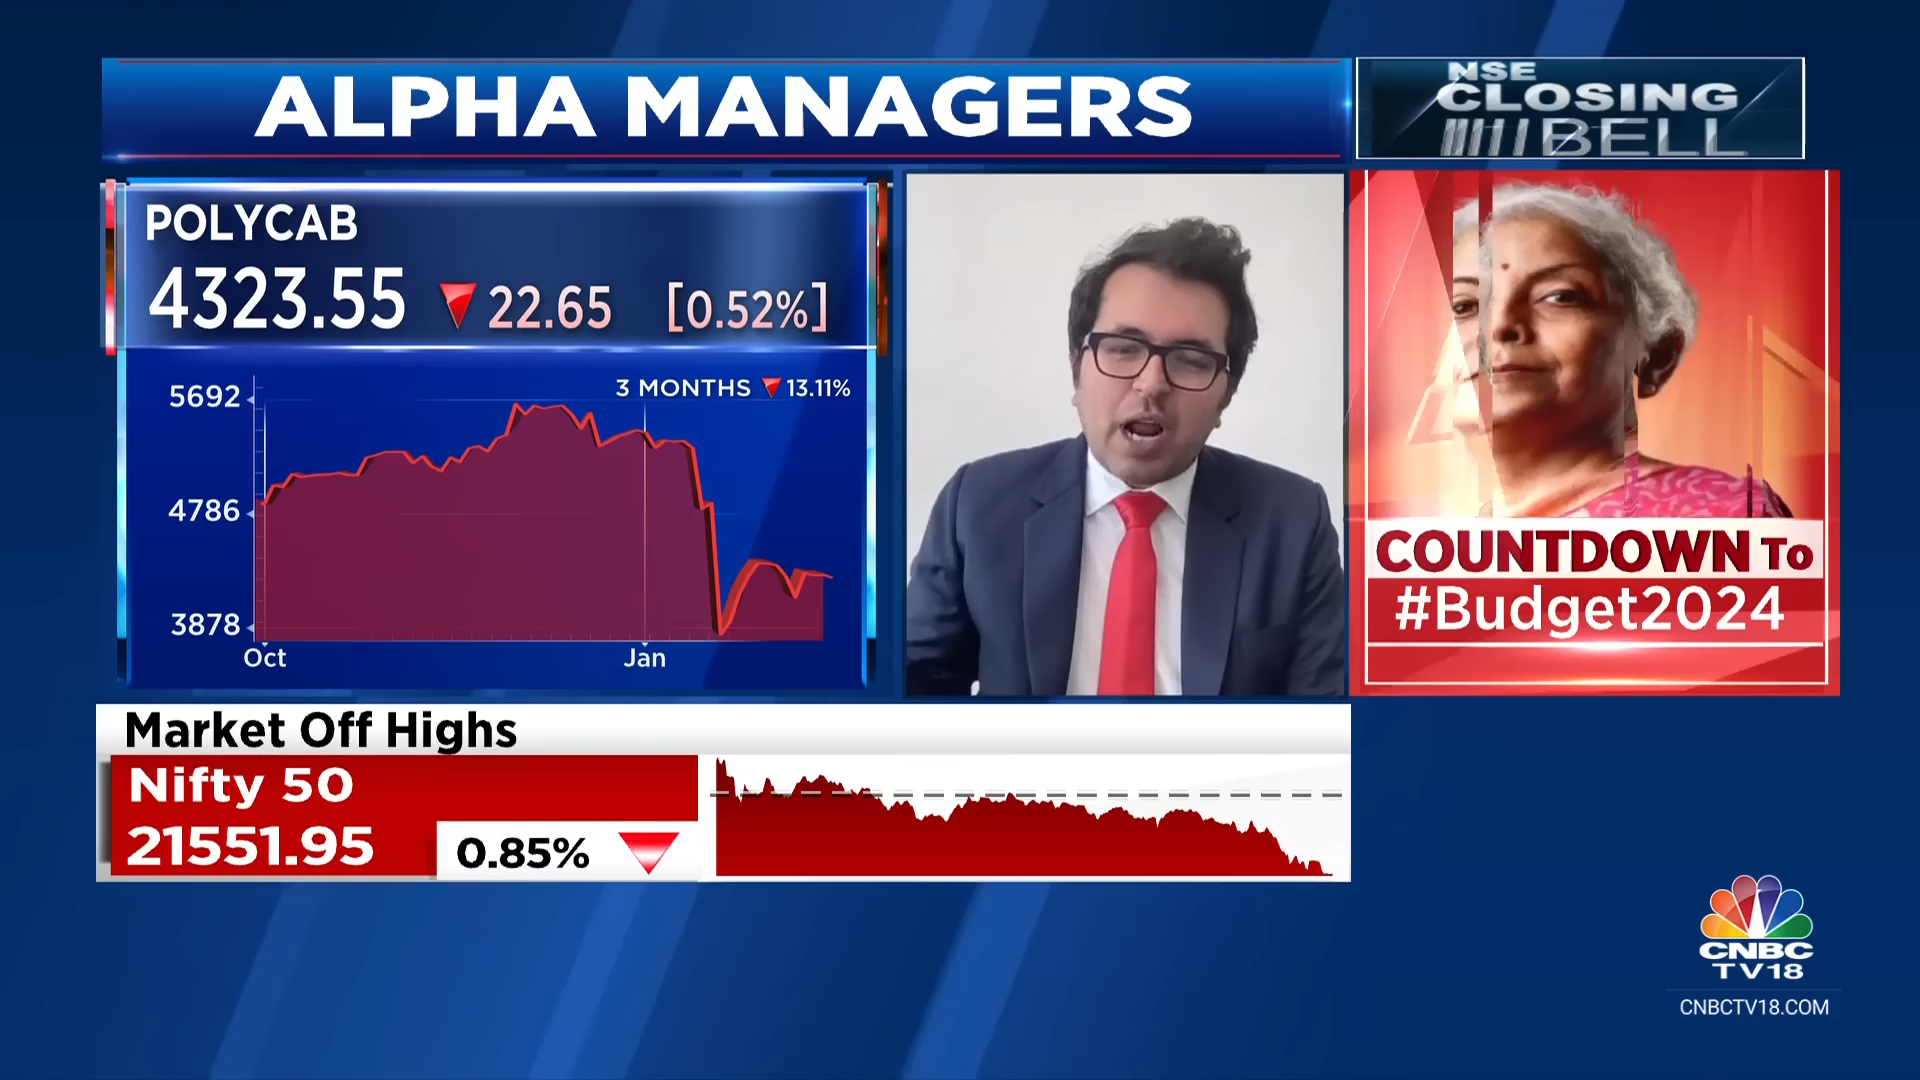 ALPHA MANAGERS
NSE
CLOSING
BELL
POLYCAB
4323.55 ▼ 22.65 [0.52%]
3 MONTHS ▼ 13.11%
5692
4786
3878
Oct Jan
COUNTDOWN To
#Budget2024
Market Off Highs
Nifty 50
21551.95 0.85% ▼
CNBC
TV18
CNBCTV18.COM